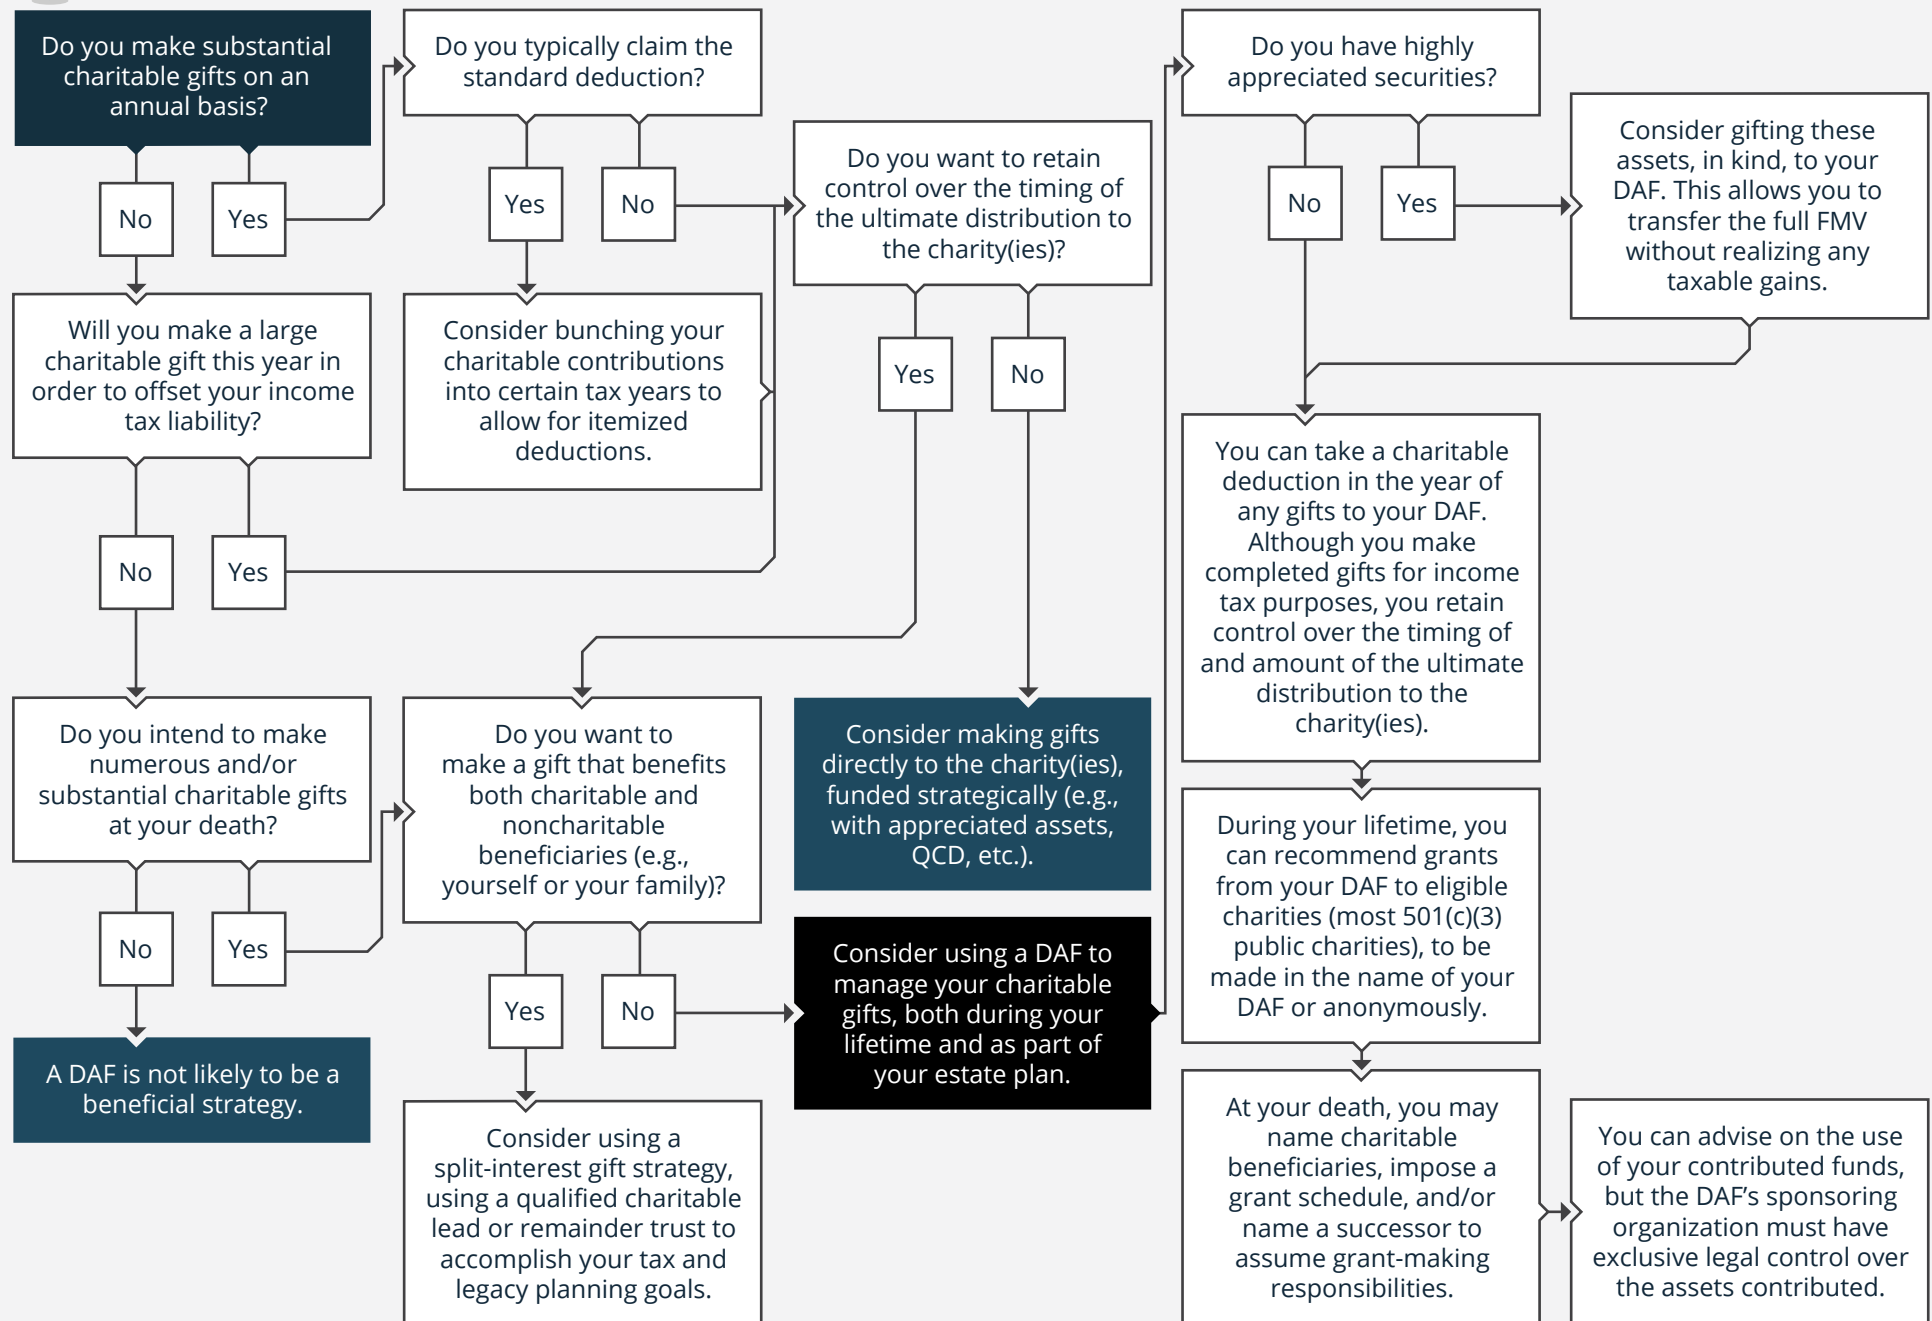 Do you make substantial
charitable gifts on an
annual basis?
No
Yes
Will you make a large
charitable gift this year in
order to offset your income
tax liability?
No
Yes
Do you intend to make
numerous and/or
substantial charitable gifts
at your death?
No
Yes
A DAF is not likely to be a
beneficial strategy.
Do you typically claim the
standard deduction?
Yes
No
Consider bunching your
charitable contributions
into certain tax years to
allow for itemized
deductions.
Do you want to retain
control over the timing of
the ultimate distribution to
the charity(ies)?
Yes
No
Do you want to
make a gift that benefits
both charitable and
noncharitable
beneficiaries (e.g.,
yourself or your family)?
Yes
No
Consider using a
split-interest gift strategy,
using a qualified charitable
lead or remainder trust to
accomplish your tax and
legacy planning goals.
Consider making gifts
directly to the charity(ies),
funded strategically (e.g.,
with appreciated assets,
QCD, etc.).
Consider using a DAF to
manage your charitable
gifts, both during your
lifetime and as part of
your estate plan.
Do you have highly
appreciated securities?
No
Yes
Consider gifting these
assets, in kind, to your
DAF. This allows you to
transfer the full FMV
without realizing any
taxable gains.
You can take a charitable
deduction in the year of
any gifts to your DAF.
Although you make
completed gifts for income
tax purposes, you retain
control over the timing of
and amount of the ultimate
distribution to the
charity(ies).
During your lifetime, you
can recommend grants
from your DAF to eligible
charities (most 501(c)(3)
public charities), to be
made in the name of your
DAF or anonymously.
At your death, you may
name charitable
beneficiaries, impose a
grant schedule, and/or
name a successor to
assume grant-making
responsibilities.
You can advise on the use
of your contributed funds,
but the DAF’s sponsoring
organization must have
exclusive legal control over
the assets contributed.